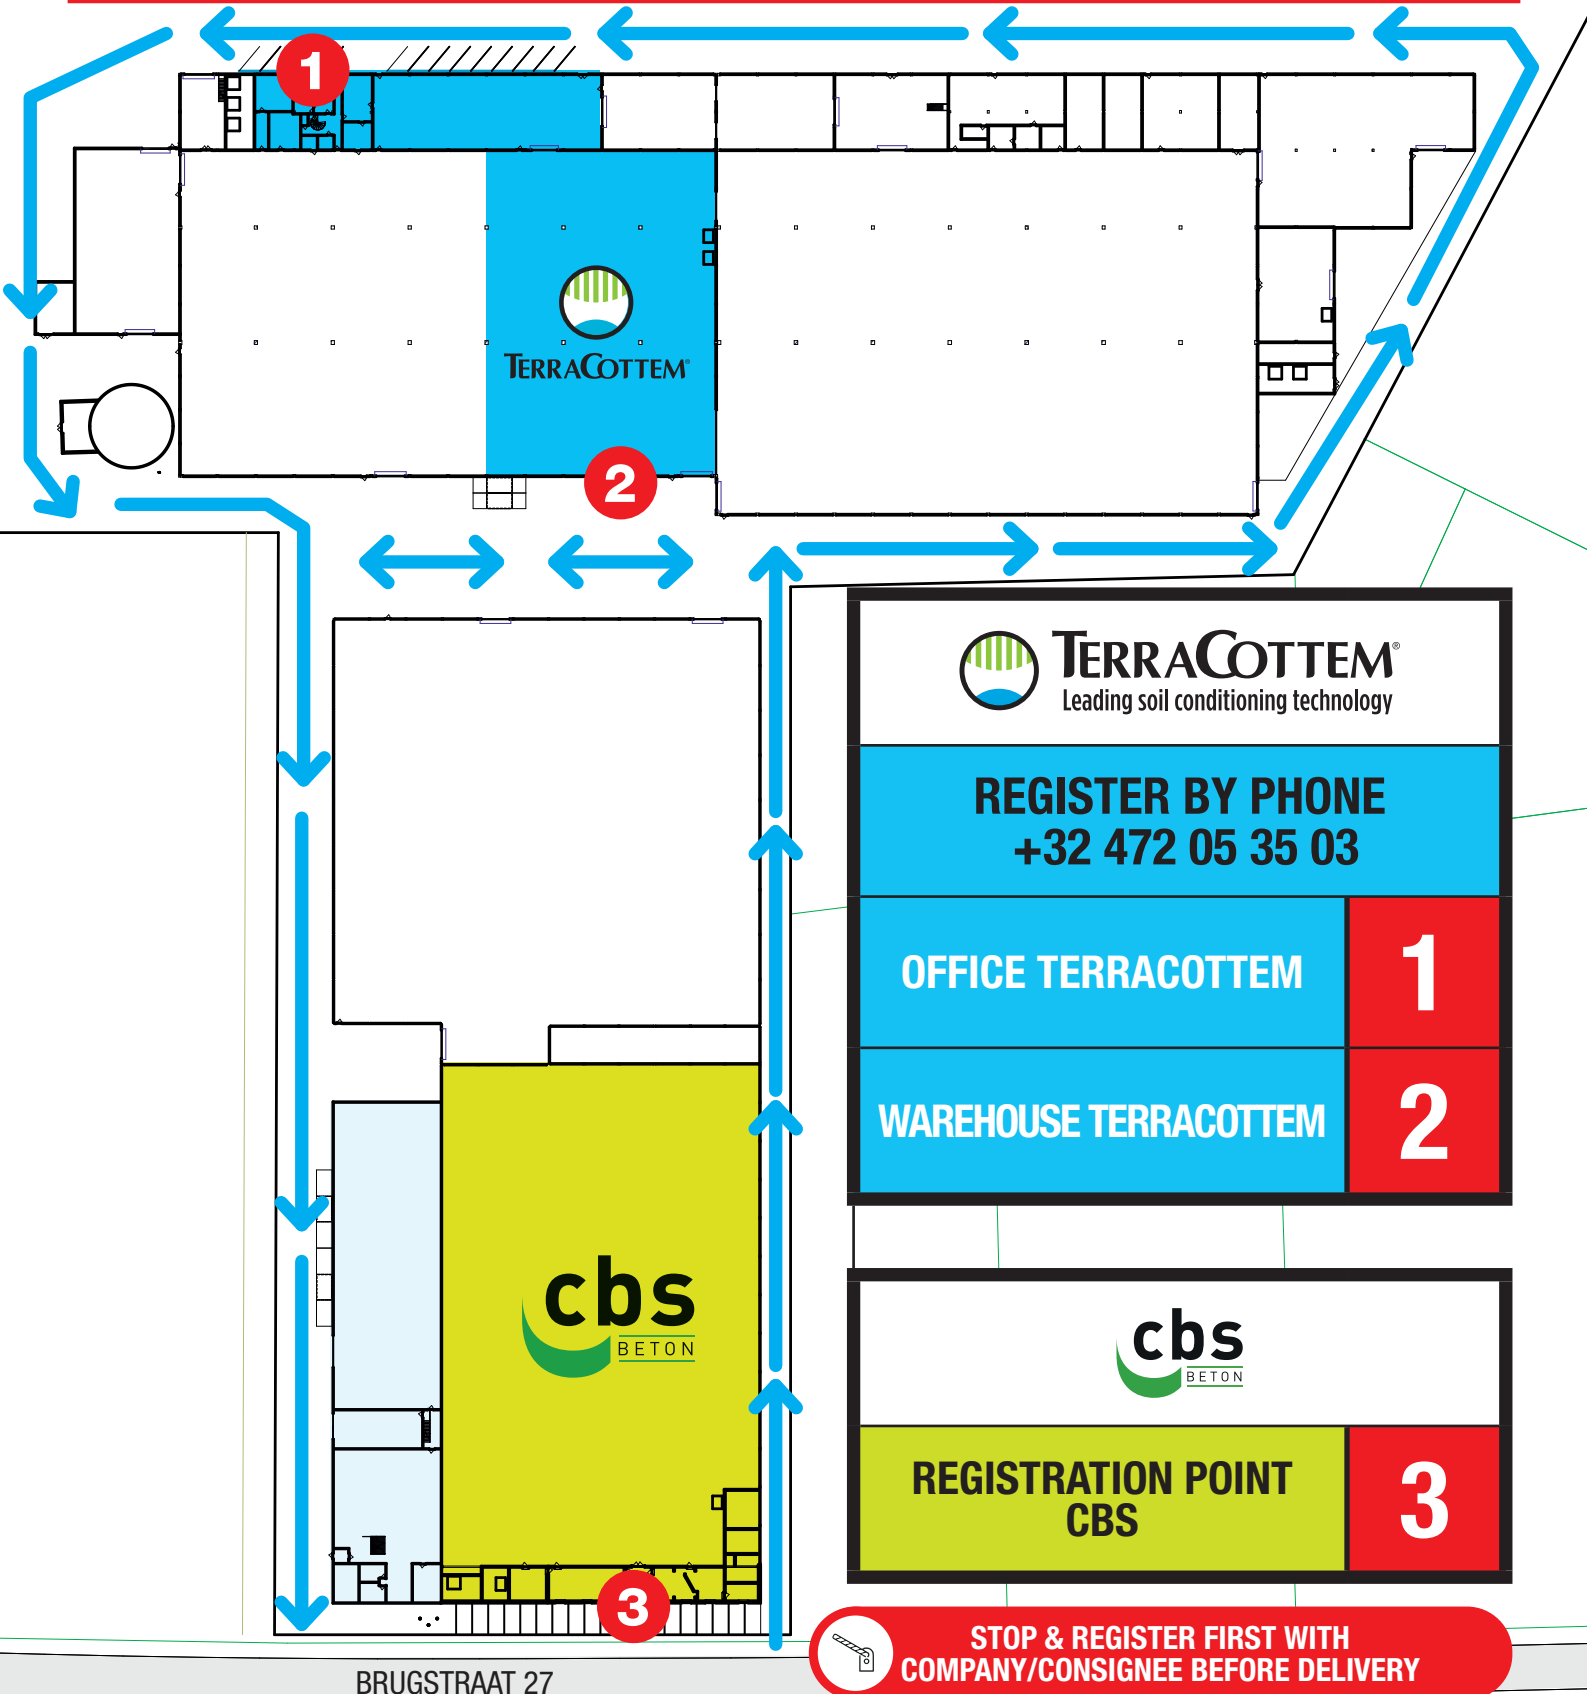 1
TERRACOTTEM®
2
TERRACOTTEM®
Leading soil conditioning technology
REGISTER BY PHONE
+32 472 05 35 03
OFFICE TERRACOTTEM
1
WAREHOUSE TERRACOTTEM
2
cbs
BETON
cbs
BETON
REGISTRATION POINT
CBS
3
3
STOP & REGISTER FIRST WITH
COMPANY/CONSIGNEE BEFORE DELIVERY
BRUGSTRAAT 27